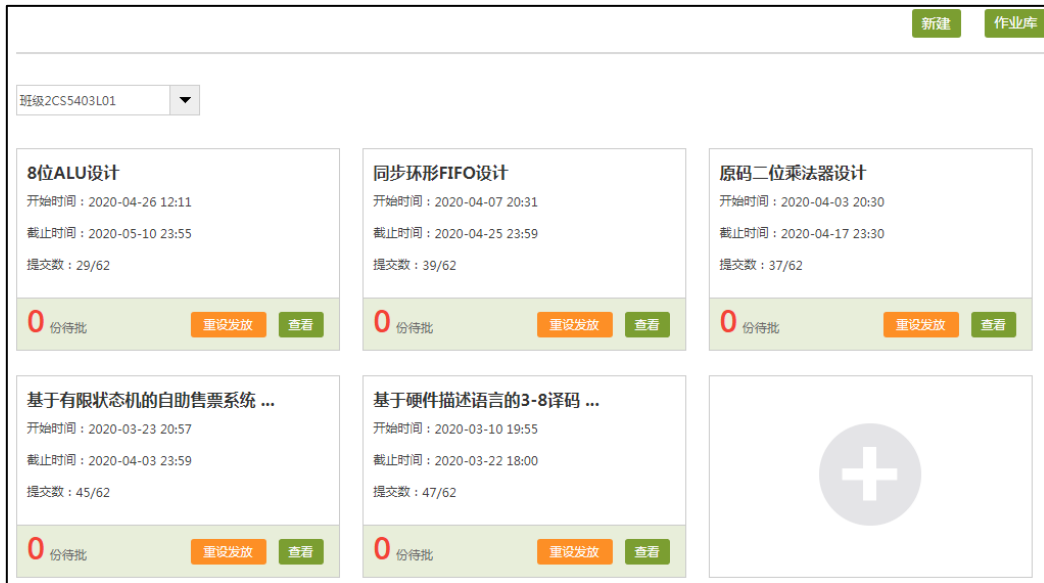 新建 作业库
班级2CS5403L01
8位ALU设计
开始时间：2020-04-26 12:11
截止时间：2020-05-10 23:55
提交数：29/62
0 份待批 重设发放 查看
同步环形FIFO设计
开始时间：2020-04-07 20:31
截止时间：2020-04-25 23:59
提交数：39/62
0 份待批 重设发放 查看
原码二位乘法器设计
开始时间：2020-04-03 20:30
截止时间：2020-04-17 23:30
提交数：37/62
0 份待批 重设发放 查看
基于有限状态机的自助售票系统 ...
开始时间：2020-03-23 20:57
截止时间：2020-04-03 23:59
提交数：45/62
0 份待批 重设发放 查看
基于硬件描述语言的3-8译码 ...
开始时间：2020-03-10 19:55
截止时间：2020-03-22 18:00
提交数：47/62
0 份待批 重设发放 查看